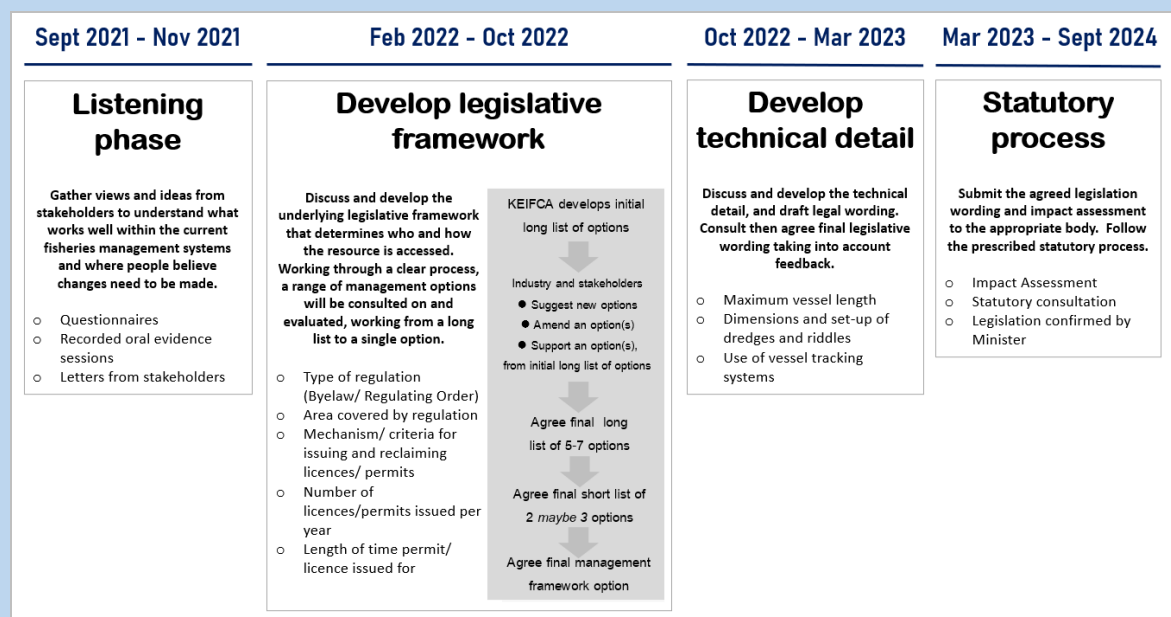 Sept 2021 - Nov 2021
Listening
phase
Gather views and ideas from
stakeholders to understand what
works well within the current
fisheries management systems
and where people believe
changes need to be made.
o Questionnaires
o Recorded oral evidence
sessions
o Letters from stakeholders
Feb 2022 - Oct 2022
Develop legislative
framework
Discuss and develop the
underlying legislative framework
that determines who and how
the resource is accessed.
Working through a clear process,
a range of management options
will be consulted on and
evaluated, working from a long
list to a single option.
o Type of regulation
(Byelaw/ Regulating Order)
o Area covered by regulation
o Mechanism/ criteria for
issuing and reclaiming
licences/ permits
o Number of
licences/permits issued per
year
o Length of time permit/
licence issued for
KEIFCA develops initial
long list of options
Industry and stakeholders
● Suggest new options
● Amend an option(s)
● Support an option(s),
from initial long list of options
Agree final long
list of 5-7 options
Agree final short list of
2 maybe 3 options
Agree final management
framework option
Oct 2022 - Mar 2023
Develop
technical detail
Discuss and develop the technical
detail, and draft legal wording.
Consult then agree final legislative
wording taking into account
feedback.
o Maximum vessel length
o Dimensions and set-up of
dredges and riddles
o Use of vessel tracking
systems
Mar 2023 - Sept 2024
Statutory
process
Submit the agreed legislation
wording and impact assessment
to the appropriate body. Follow
the prescribed statutory process.
o Impact Assessment
o Statutory consultation
o Legislation confirmed by
Minister